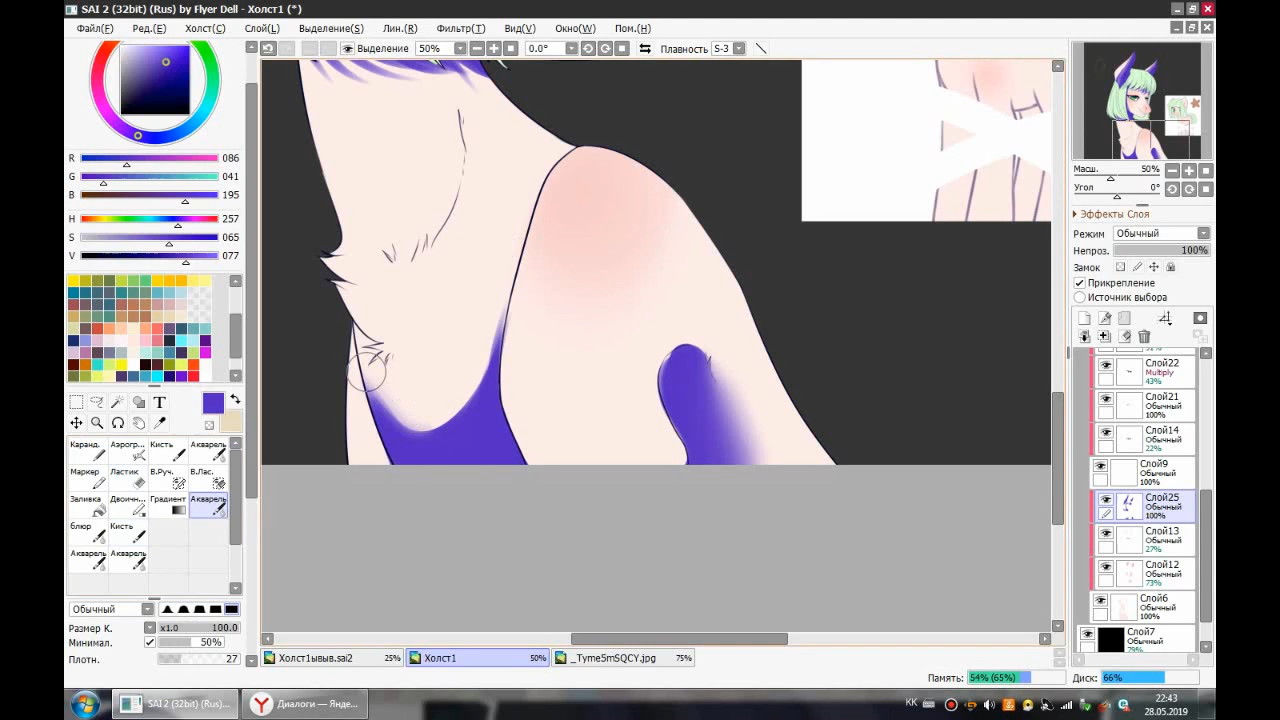 SAI 2 (32bit) (Rus) by Flyer Dell - Холст1 (*)
Файл(F) Ред.(E) Холст(C) Слой(L) Выделение(S) Лин.(R) Фильтр(T) Вид(V) Окно(W) Пом.(H)
Выделение 50% 0.0° Плавность S-3
R 086
G 041
B 195
H 257
S 065
V 077
Каранд. Аэрогр... Кисть Акварель
Маркер Ластик В.Руч. В.Лас.
Заливка Двоичн... Градиент Акварель
блюр Кисть
Акварель Акварель
Обычный
Размер К. x1.0 100.0
Минимал. 50%
Плотн. 27
Масш. 50%
Угол 0°
Эффекты Слоя
Режим Обычный
Непроз. 100%
Замок
Прикрепление
Источник выбора
Слой22
Multiply
43%
Слой21
Обычный
100%
Слой14
Обычный
22%
Слой9
Обычный
100%
Слой25
Обычный
100%
Слой13
Обычный
27%
Слой12
Обычный
73%
Слой6
Обычный
100%
Слой7
Обычный
79%
Холст1ывыв.sai2 25% Холст1 50% _Tyme5mSQCY.jpg 75%
Память: 54% (65%) Диск: 66%
SAI 2 (32bit) (Rus)... Диалоги — Янде... KK 22:43
28.05.2019